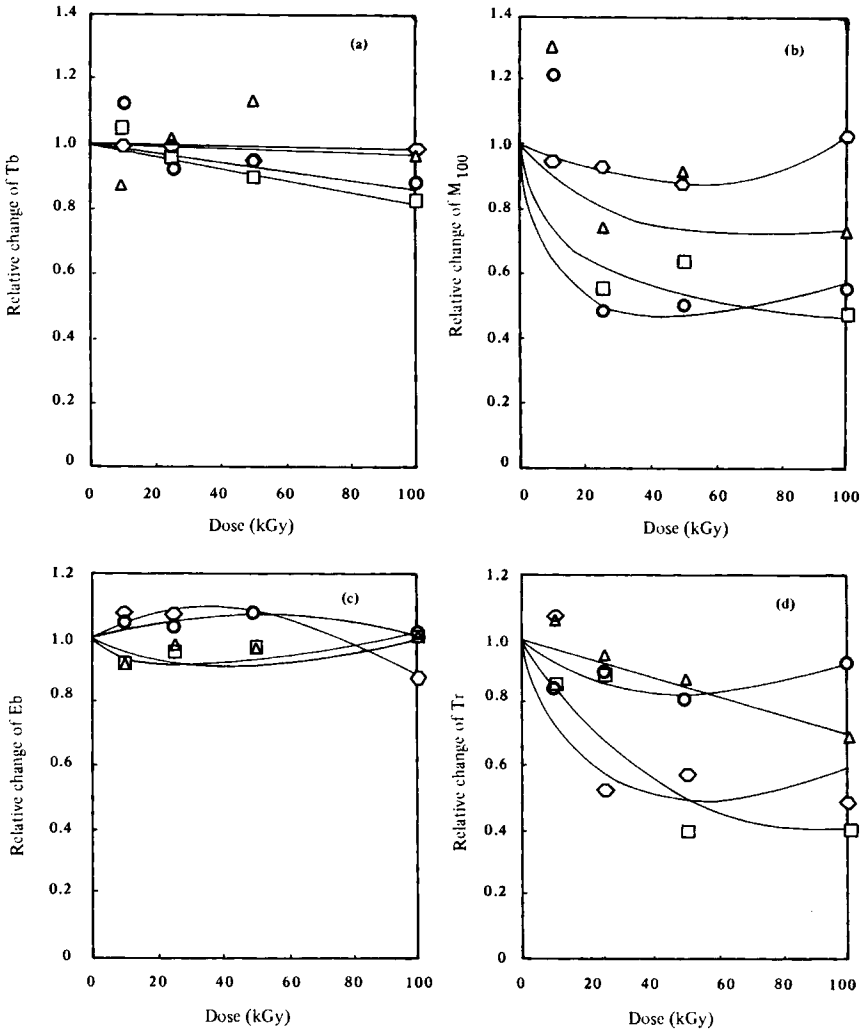 (a)
Relative change of Tb
1.4
1.2
1.0
0.8
0.6
0.4
0.2
0
0 20 40 60 80 100
Dose (kGy)
(b)
Relative change of M100
1.4
1.2
1.0
0.8
0.6
0.4
0.2
0
0 20 40 60 80 100
Dose (kGy)
(c)
Relative change of Eb
1.2
1.0
0.8
0.6
0.4
0.2
0
0 20 40 60 80 100
Dose (kGy)
(d)
Relative change of Tr
1.2
1.0
0.8
0.6
0.4
0.2
0
0 20 40 60 80 100
Dose (kGy)